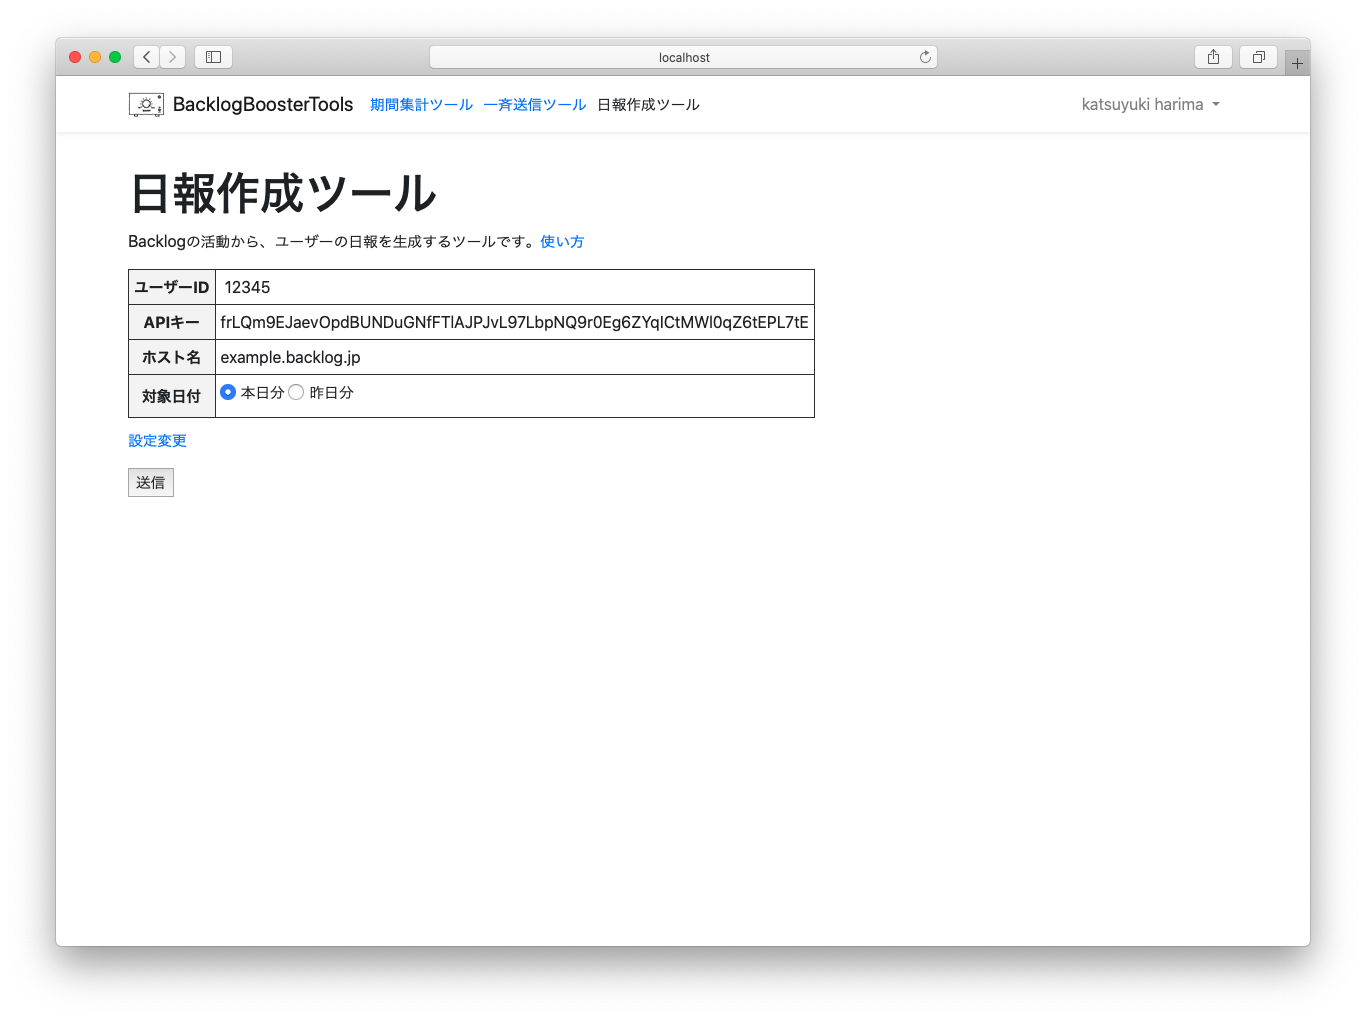 localhost
BacklogBoosterTools 期間集計ツール 一斉送信ツール 日報作成ツール katsuyuki harima
日報作成ツール
Backlogの活動から、ユーザーの日報を生成するツールです。使い方
ユーザーID 12345
APIキー frLQm9EJaevOpdBUNDuGNfFTlAJPJvL97LbpNQ9r0Eg6ZYqICtMWl0qZ6tEPL7tE
ホスト名 example.backlog.jp
対象日付 本日分 昨日分
設定変更
送信